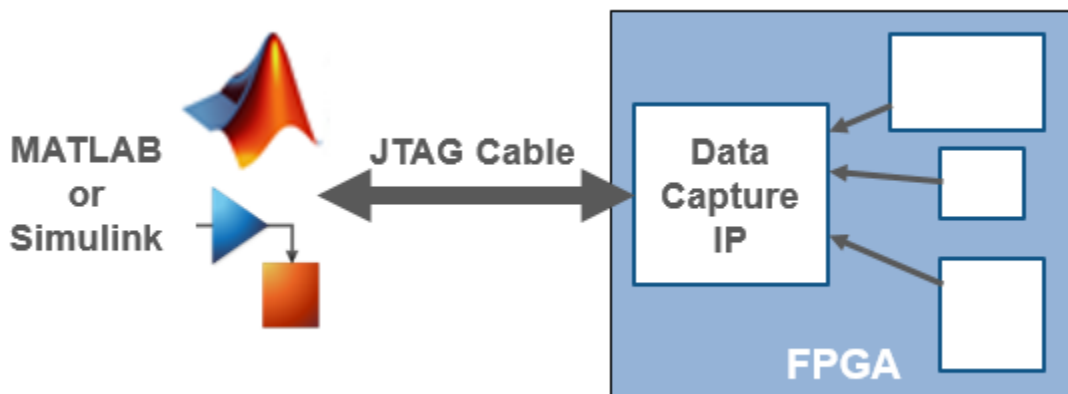 MATLAB
or
Simulink
JTAG Cable
Data
Capture
IP
FPGA